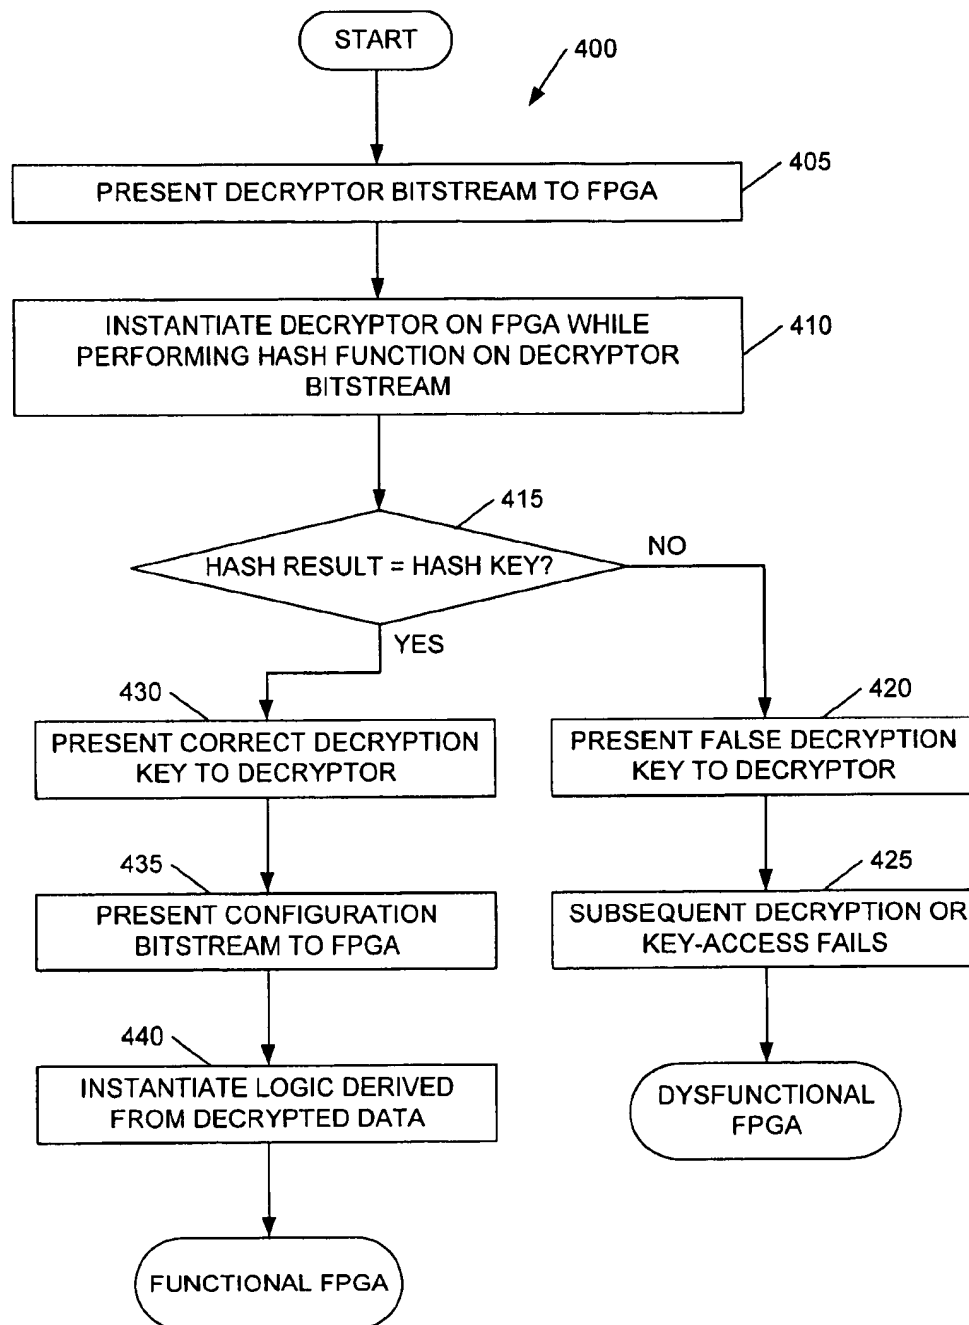 START
400
405
PRESENT DECRYPTOR BITSTREAM TO FPGA
INSTANTIATE DECRYPTOR ON FPGA WHILE
PERFORMING HASH FUNCTION ON DECRYPTOR
BITSTREAM
410
415
HASH RESULT = HASH KEY?
NO
YES
430
PRESENT CORRECT DECRYPTION
KEY TO DECRYPTOR
420
PRESENT FALSE DECRYPTION
KEY TO DECRYPTOR
435
PRESENT CONFIGURATION
BITSTREAM TO FPGA
425
SUBSEQUENT DECRYPTION OR
KEY-ACCESS FAILS
440
INSTANTIATE LOGIC DERIVED
FROM DECRYPTED DATA
DYSFUNCTIONAL
FPGA
FUNCTIONAL FPGA